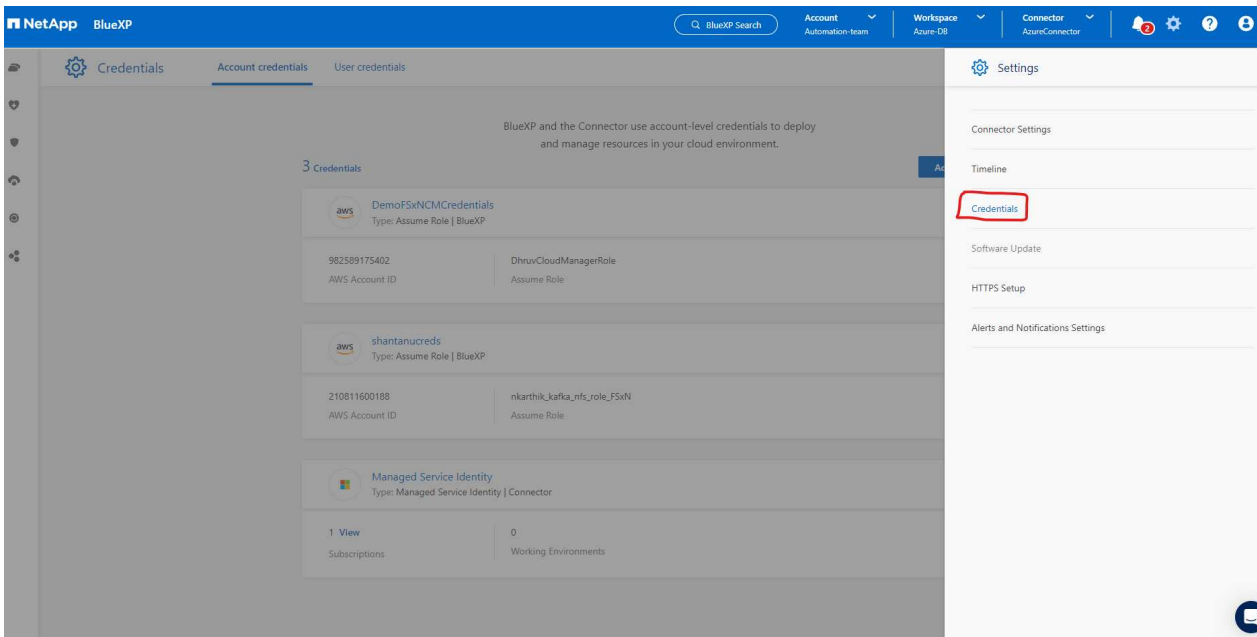 NetApp BlueXP
BlueXP Search
Account
Automation-team
Workspace
Azure-DB
Connector
AzureConnector
2
Credentials
Account credentials
User credentials
BlueXP and the Connector use account-level credentials to deploy
and manage resources in your cloud environment.
3 Credentials
aws
DemoFSxNCMCredentials
Type: Assume Role | BlueXP
982589175402
AWS Account ID
DhruvCloudManagerRole
Assume Role
aws
shantanucreds
Type: Assume Role | BlueXP
210811600188
AWS Account ID
nkarthik_kafka_nfs_role_FSxN
Assume Role
Managed Service Identity
Type: Managed Service Identity | Connector
1 View
Subscriptions
0
Working Environments
Settings
Connector Settings
Timeline
Credentials
Software Update
HTTPS Setup
Alerts and Notifications Settings